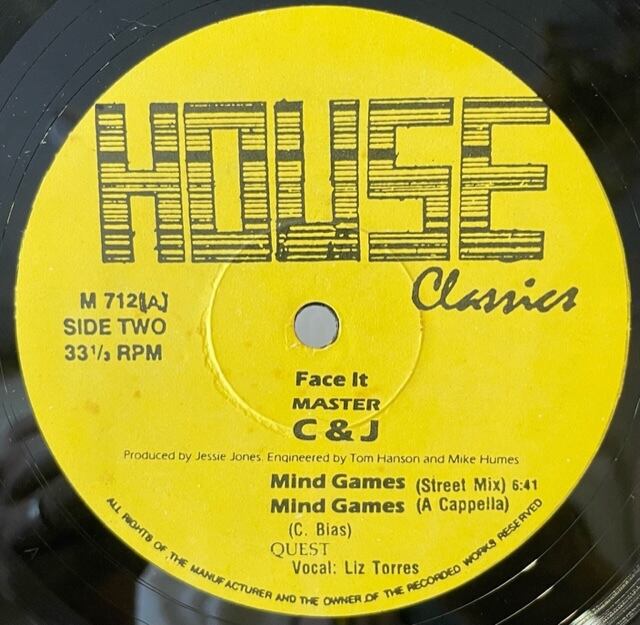 HOUSE
Classics
M 712[A]
SIDE TWO
33⅓ RPM
Face It
MASTER
C & J
Produced by Jessie Jones. Engineered by Tom Hanson and Mike Humes
Mind Games (Street Mix) 6:41
Mind Games (A Cappella)
(C. Bias)
QUEST
Vocal: Liz Torres
ALL RIGHTS OF THE MANUFACTURER AND THE OWNER OF THE RECORDED WORKS RESERVED